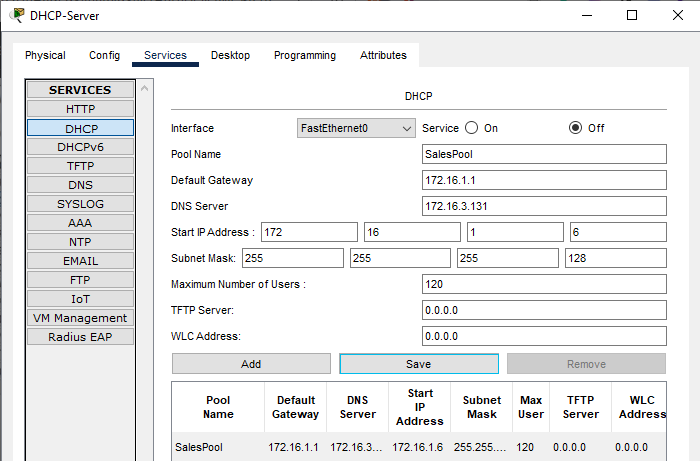 DHCP-Server
Physical Config Services Desktop Programming Attributes
SERVICES
HTTP
DHCP
DHCPv6
TFTP
DNS
SYSLOG
AAA
NTP
EMAIL
FTP
IoT
VM Management
Radius EAP
DHCP
Interface FastEthernet0 Service On Off
Pool Name SalesPool
Default Gateway 172.16.1.1
DNS Server 172.16.3.131
Start IP Address : 172 16 1 6
Subnet Mask: 255 255 255 128
Maximum Number of Users : 120
TFTP Server: 0.0.0.0
WLC Address: 0.0.0.0
Add Save Remove
Pool Name Default Gateway DNS Server Start IP Address Subnet Mask Max User TFTP Server WLC Address
SalesPool 172.16.1.1 172.16.3... 172.16.1.6 255.255.... 120 0.0.0.0 0.0.0.0